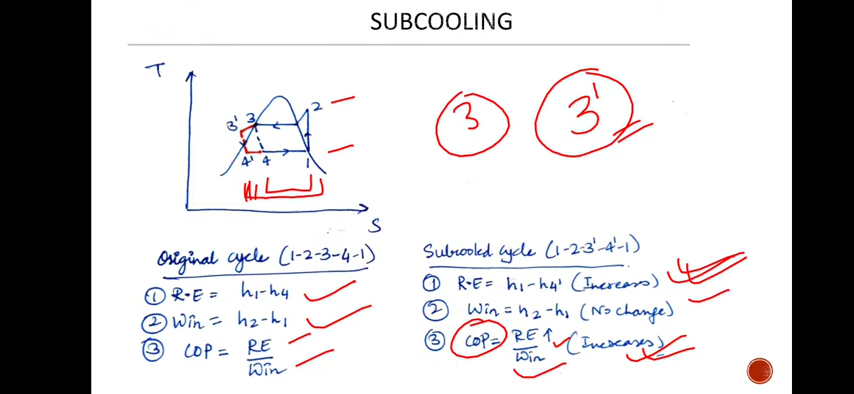 SUBCOOLING
T
2
3
3'
3' 3
4' 4 1
S
Original cycle (1-2-3-4-1)
① R.E = h₁-h₄
② Win = h₂-h₁
③ COP = RE/Win
Subcooled cycle (1-2-3'-4'-1)
① R.E = h₁-h₄' (Increases)
② Win = h₂-h₁ (No change)
③ COP = RE↑/Win (Increases)